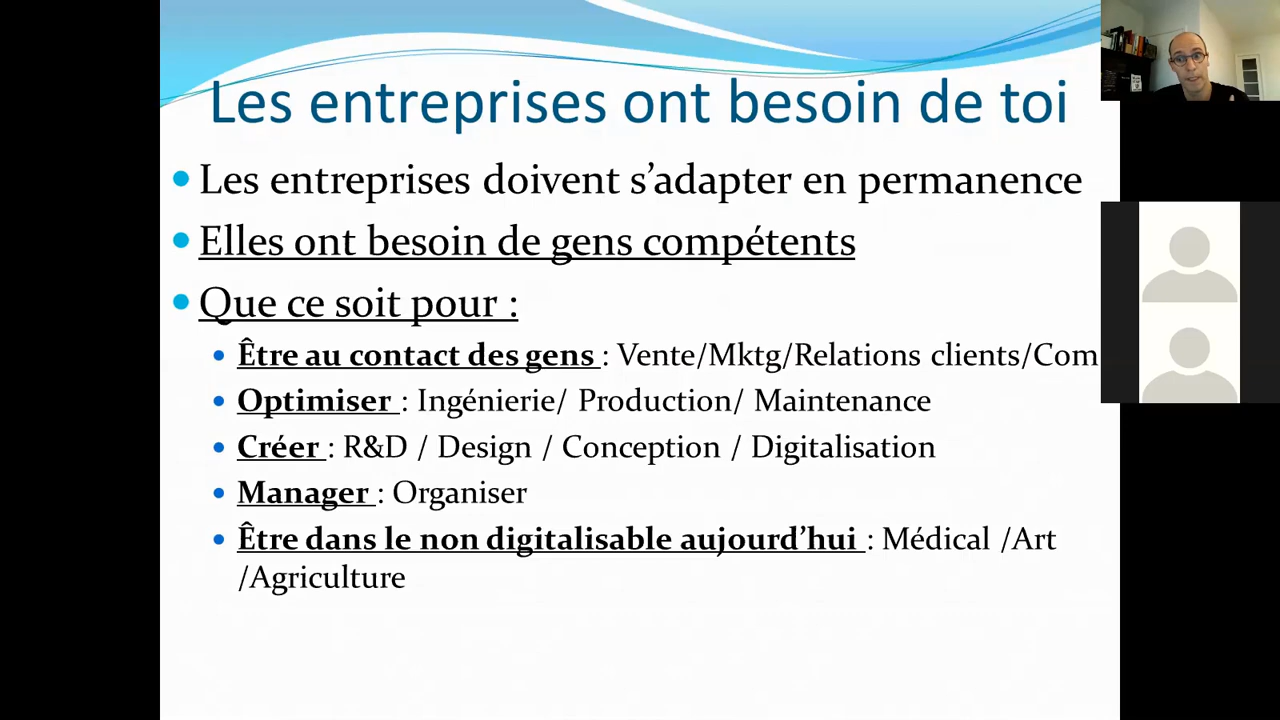 Les entreprises ont besoin de toi
Les entreprises doivent s’adapter en permanence
Elles ont besoin de gens compétents
Que ce soit pour :
Être au contact des gens : Vente/Mktg/Relations clients/Com
Optimiser : Ingénierie/ Production/ Maintenance
Créer : R&D / Design / Conception / Digitalisation
Manager : Organiser
Être dans le non digitalisable aujourd’hui : Médical /Art
/Agriculture